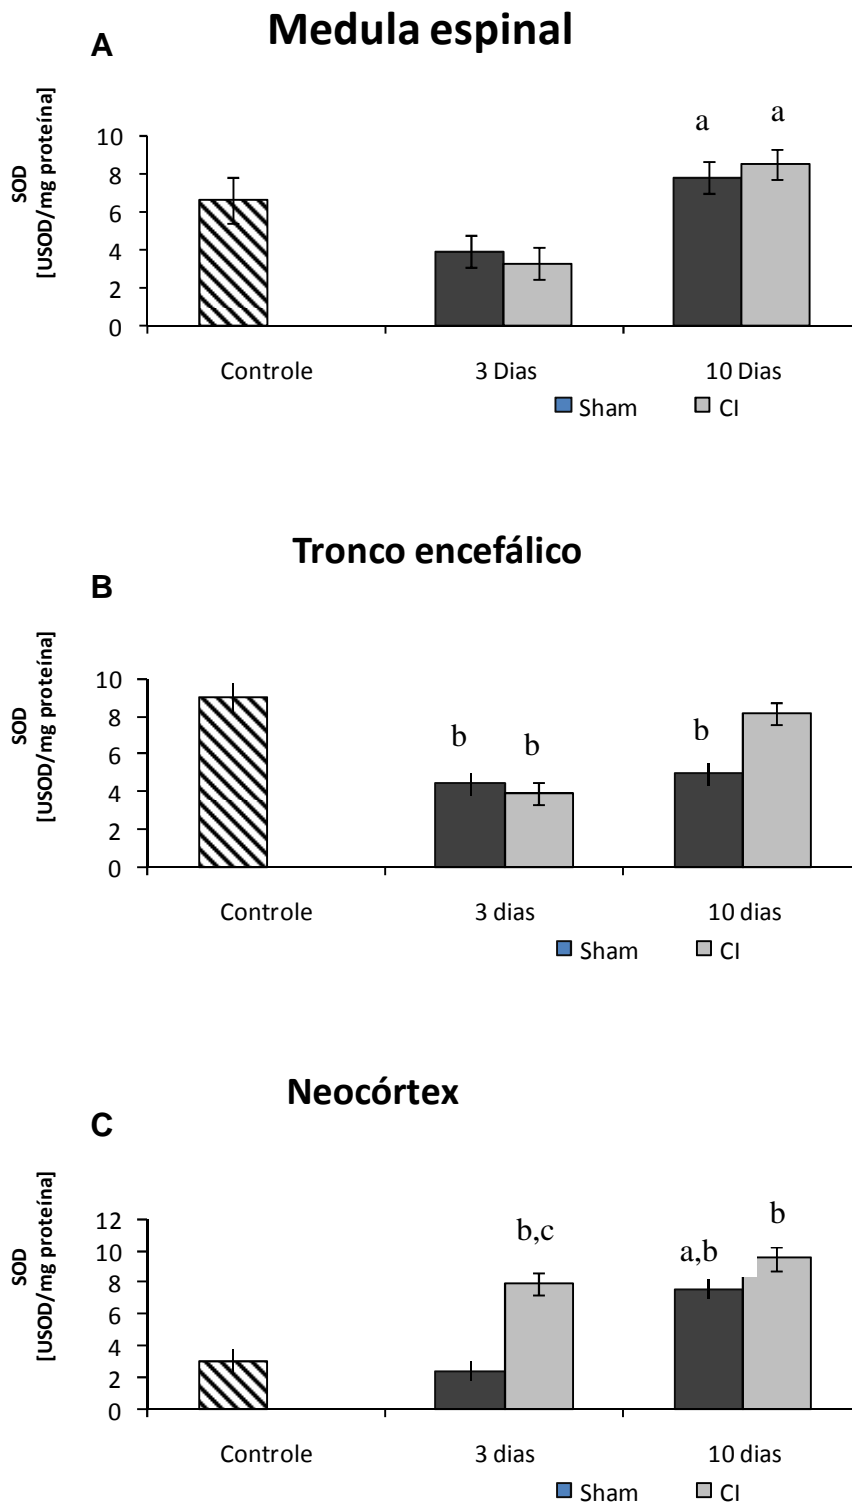 Medula espinal
A
SOD
[USOD/mg proteína]
a a
10
8
6
4
2
0
Controle 3 Dias 10 Dias
Sham CI
Tronco encefálico
B
SOD
[USOD/mg proteína]
10
8
6
4
2
0
b b b
Controle 3 dias 10 dias
Sham CI
Neocórtex
C
SOD
[USOD/mg proteína]
12
10
8
6
4
2
0
b,c a,b b
Controle 3 dias 10 dias
Sham CI